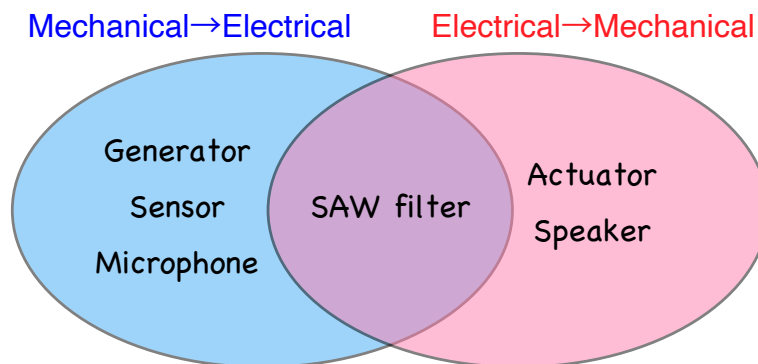 Mechanical→Electrical
Electrical→Mechanical
Generator
Sensor
Microphone
SAW filter
Actuator
Speaker